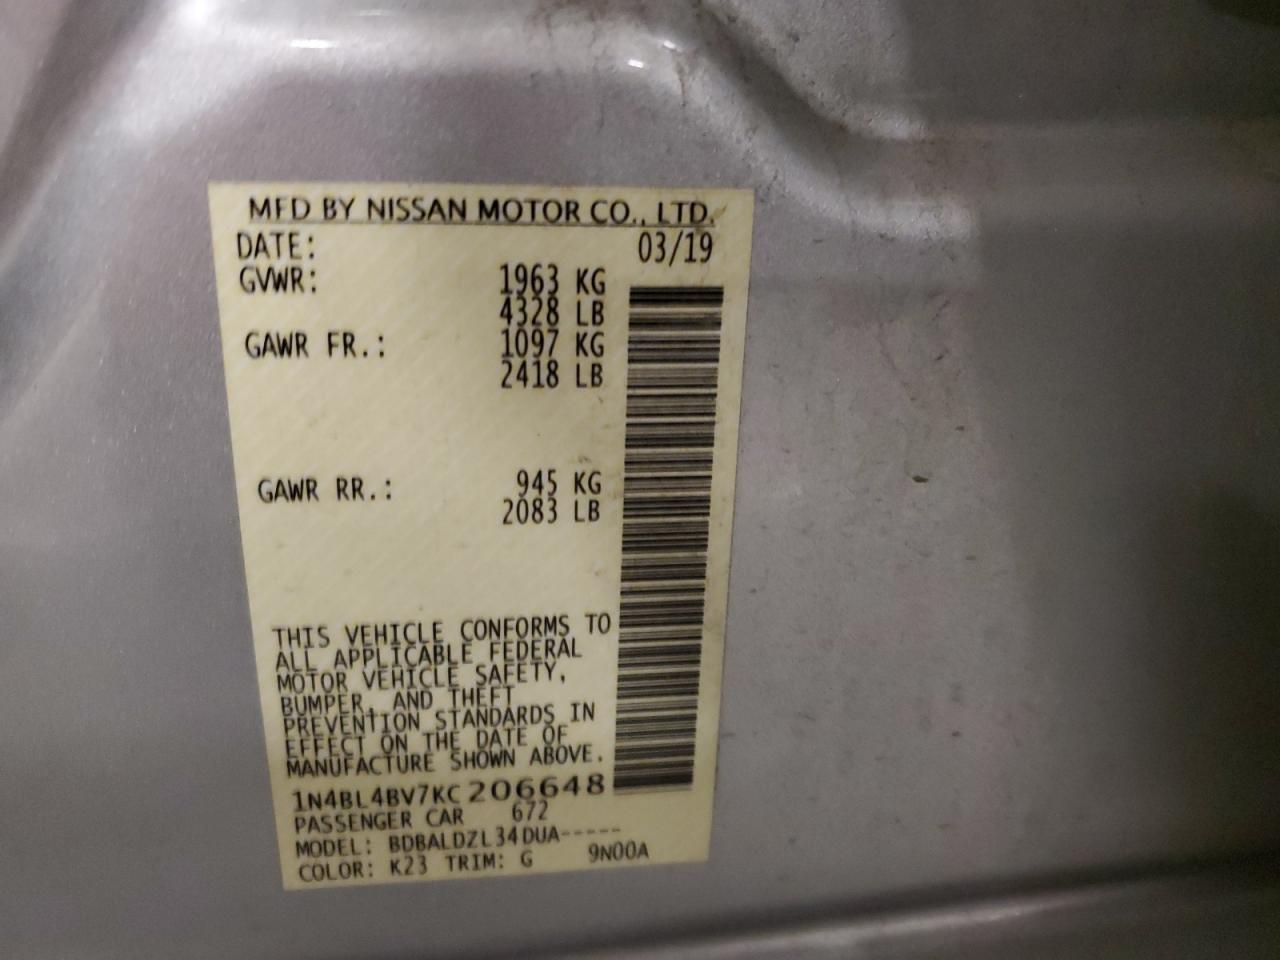 MFD BY NISSAN MOTOR CO., LTD.
DATE: 03/19
GVWR: 1963 KG
4328 LB
GAWR FR.: 1097 KG
2418 LB
GAWR RR.: 945 KG
2083 LB
THIS VEHICLE CONFORMS TO
ALL APPLICABLE FEDERAL
MOTOR VEHICLE SAFETY,
BUMPER, AND THEFT
PREVENTION STANDARDS IN
EFFECT ON THE DATE OF
MANUFACTURE SHOWN ABOVE.
1N4BL4BV7KC206648
PASSENGER CAR 672
MODEL: BDBALDZL34DUA-----
COLOR: K23 TRIM: G 9N00A